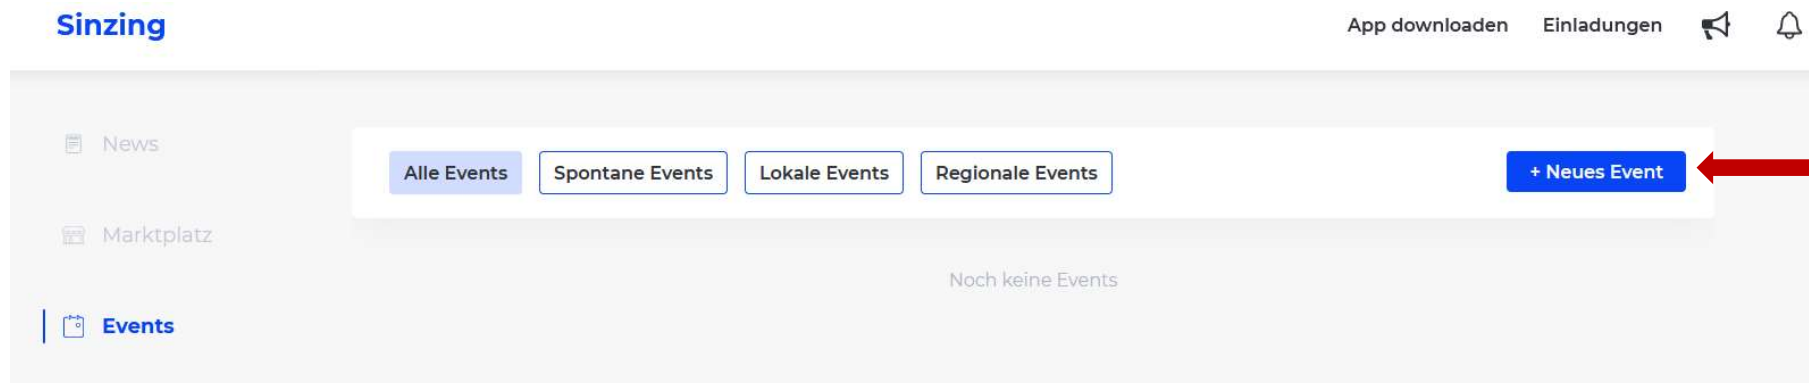 Sinzing App downloaden Einladungen
News
Alle Events Spontane Events Lokale Events Regionale Events + Neues Event
Marktplatz
Noch keine Events
Events